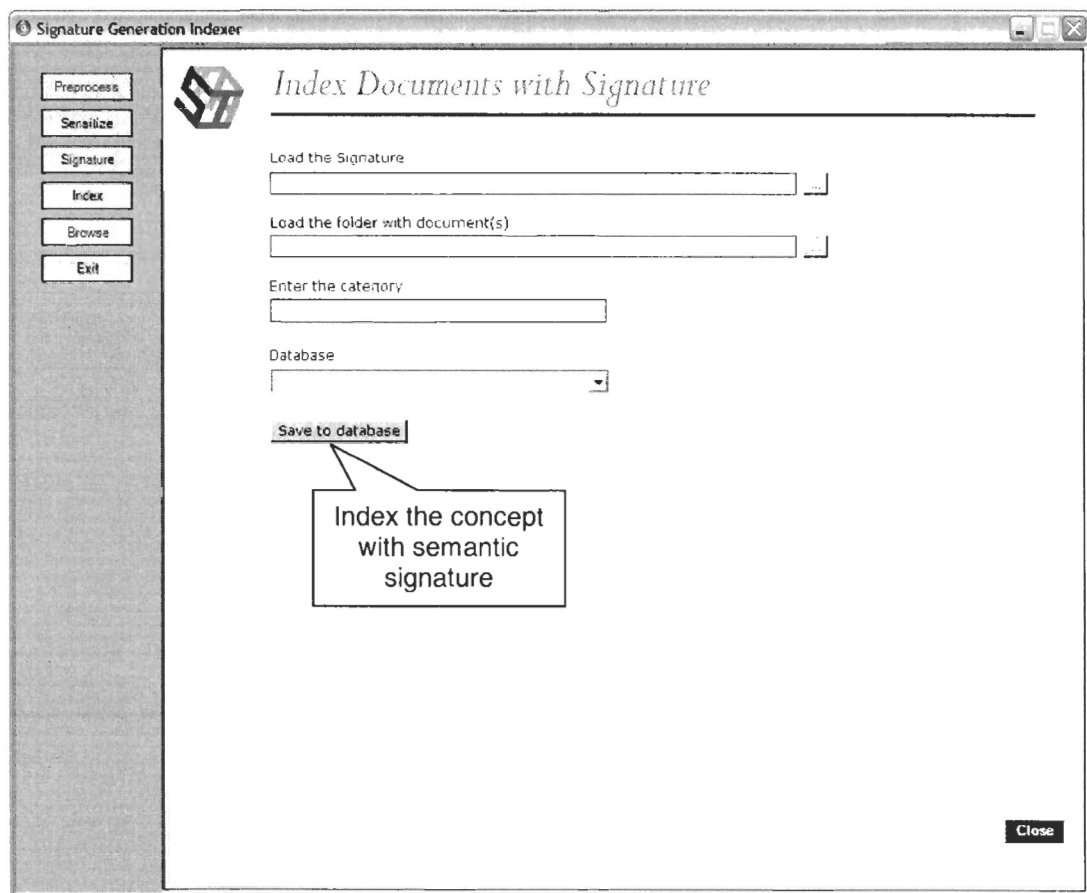 Signature Generation Indexer
Preprocess
Sensitize
Signature
Index
Browse
Exit
Index Documents with Signature
Load the Signature
...
Load the folder with document(s)
...
Enter the category
Database
Save to database
Index the concept
with semantic
signature
Close